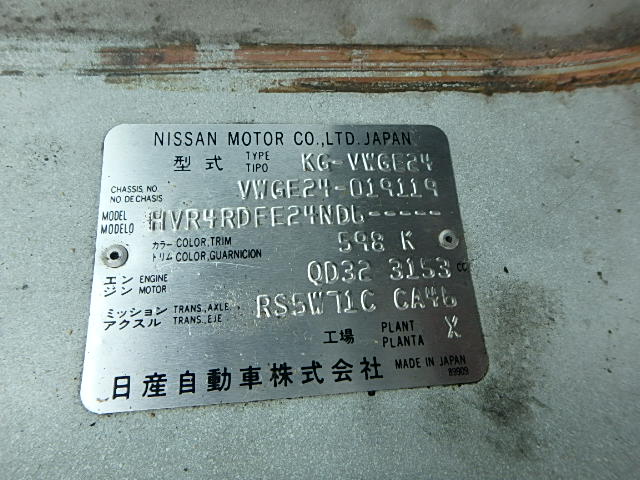 NISSAN MOTOR CO.,LTD.JAPAN
型式 TYPE TIPO KG-VWGE24
CHASSIS.NO NO DECHASIS VWGE24-019119
MODEL MODELO HVR4RDFE24ND6-----
カラー COLOR,TRIM トリム COLOR,GUARNICION 598 K
エンジン ENGINE MOTOR QD32 3153 cc
ミッション アクスル TRANS.,AXLE TRANS.,EJE RS5W71C CA46
工場 PLANT PLANTA X
日産自動車株式会社 MADE IN JAPAN
89909